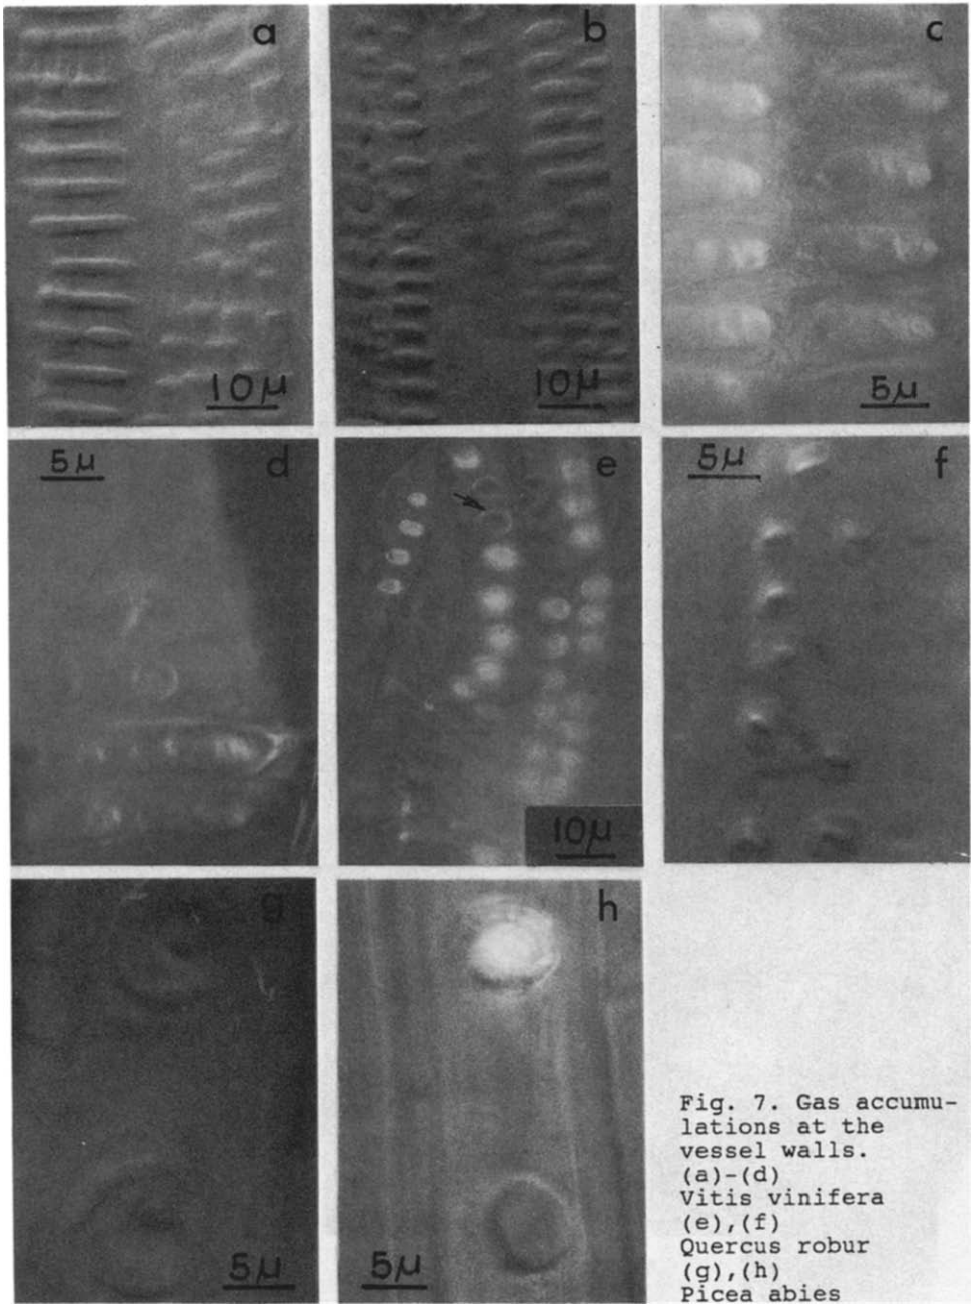 a
b
c
10μ
10μ
5μ
5μ
d
e
5μ
f
10μ
g
h
5μ
5μ
Fig. 7. Gas accumu-
lations at the
vessel walls.
(a)-(d)
Vitis vinifera
(e),(f)
Quercus robur
(g),(h)
Picea abies